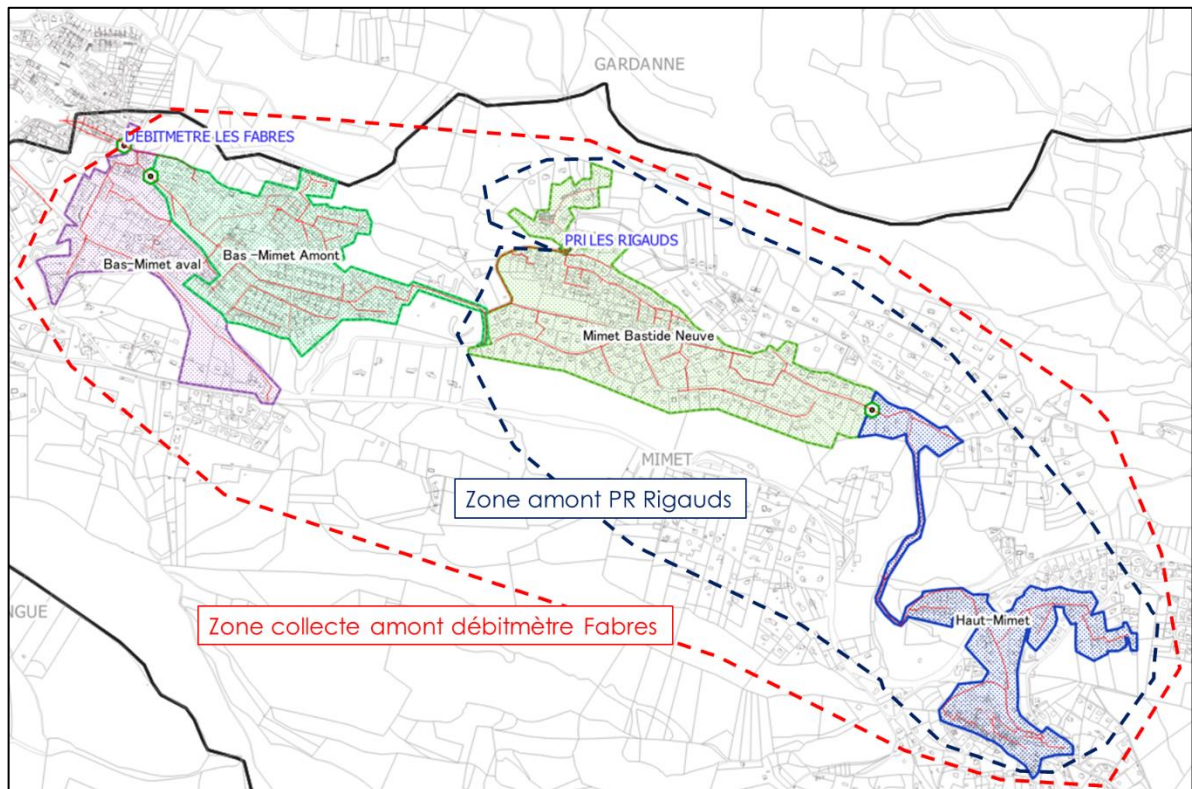 GARDANNE
DEBITMETRE LES FABRES
PRI LES RIGAUDS
Bas-Mimet aval
Bas -Mimet Amont
Mimet Bastide Neuve
MIMET
Zone amont PR Rigauds
NGUE
Zone collecte amont débitmètre Fabres
Haut-Mimet